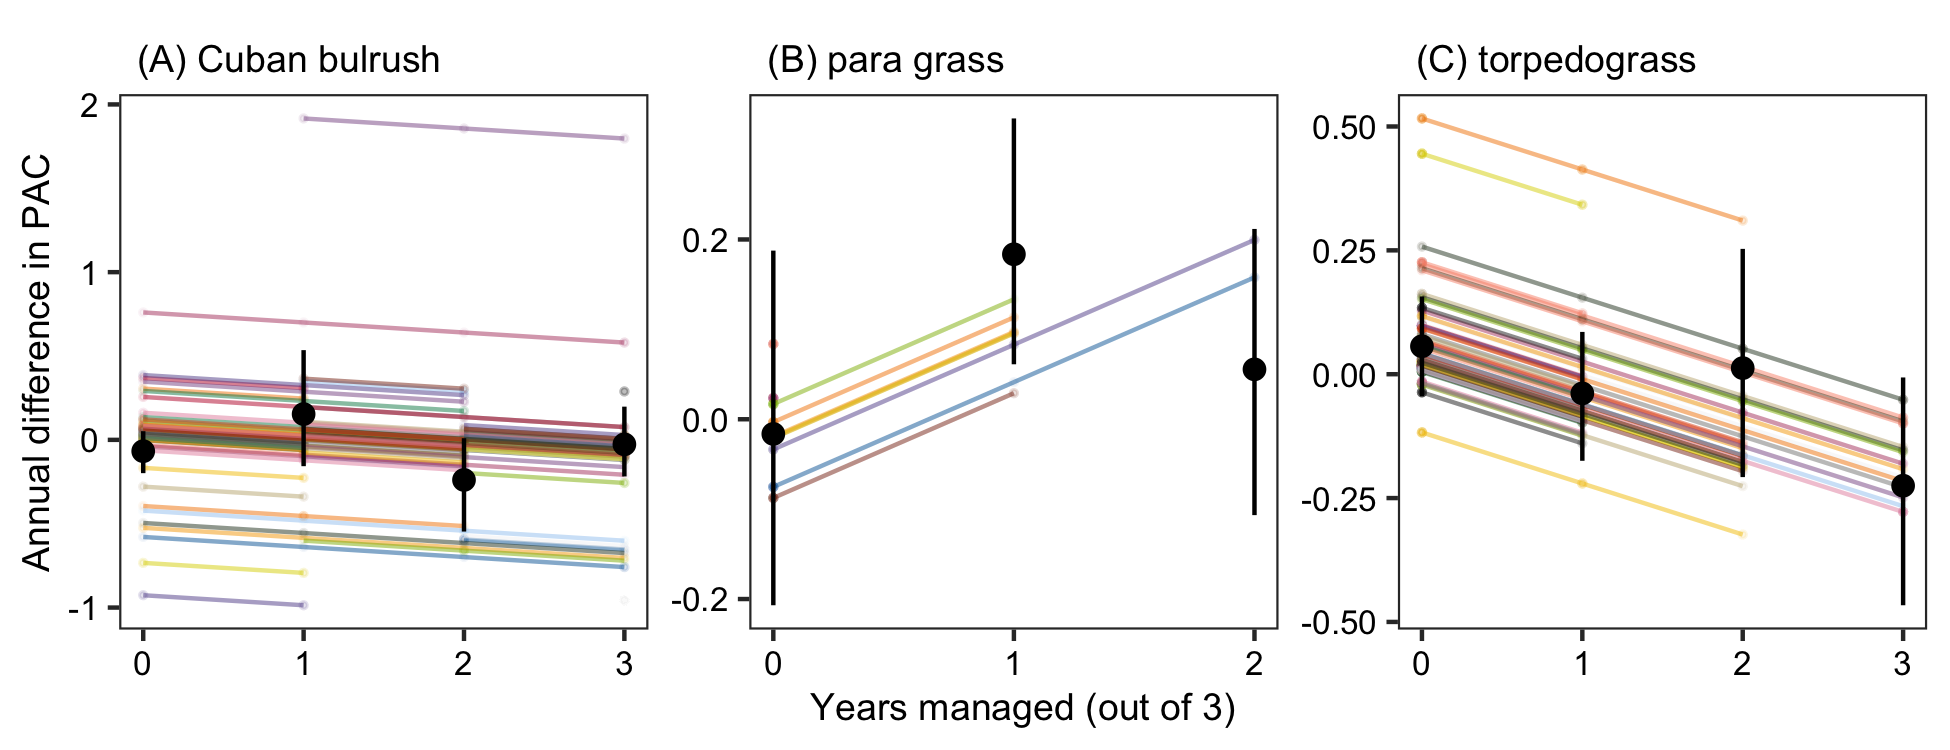 (A) Cuban bulrush
(B) para grass
(C) torpedograss
Annual difference in PAC
2
1
0
-1
0 1 2 3
0.2
0.0
-0.2
0 1 2
0.50
0.25
0.00
-0.25
-0.50
0 1 2 3
Years managed (out of 3)